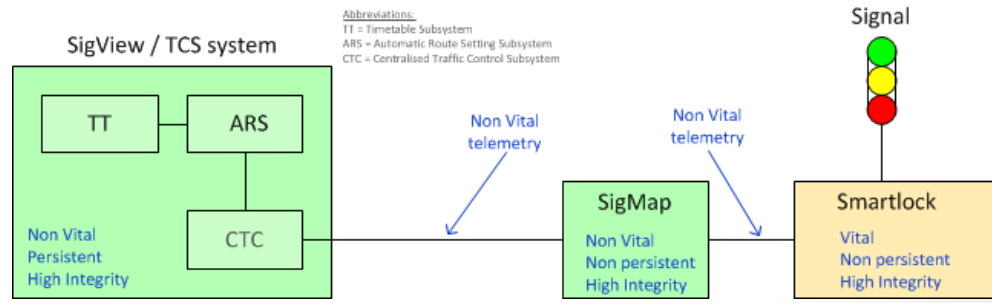 Abbreviations:
TT = Timetable Subsystem
ARS = Automatic Route Setting Subsystem
CTC = Centralised Traffic Control Subsystem
Signal
SigView / TCS system
TT
ARS
CTC
Non Vital
Persistent
High Integrity
Non Vital
telemetry
Non Vital
telemetry
SigMap
Non Vital
Non persistent
High Integrity
Smartlock
Vital
Non persistent
High Integrity